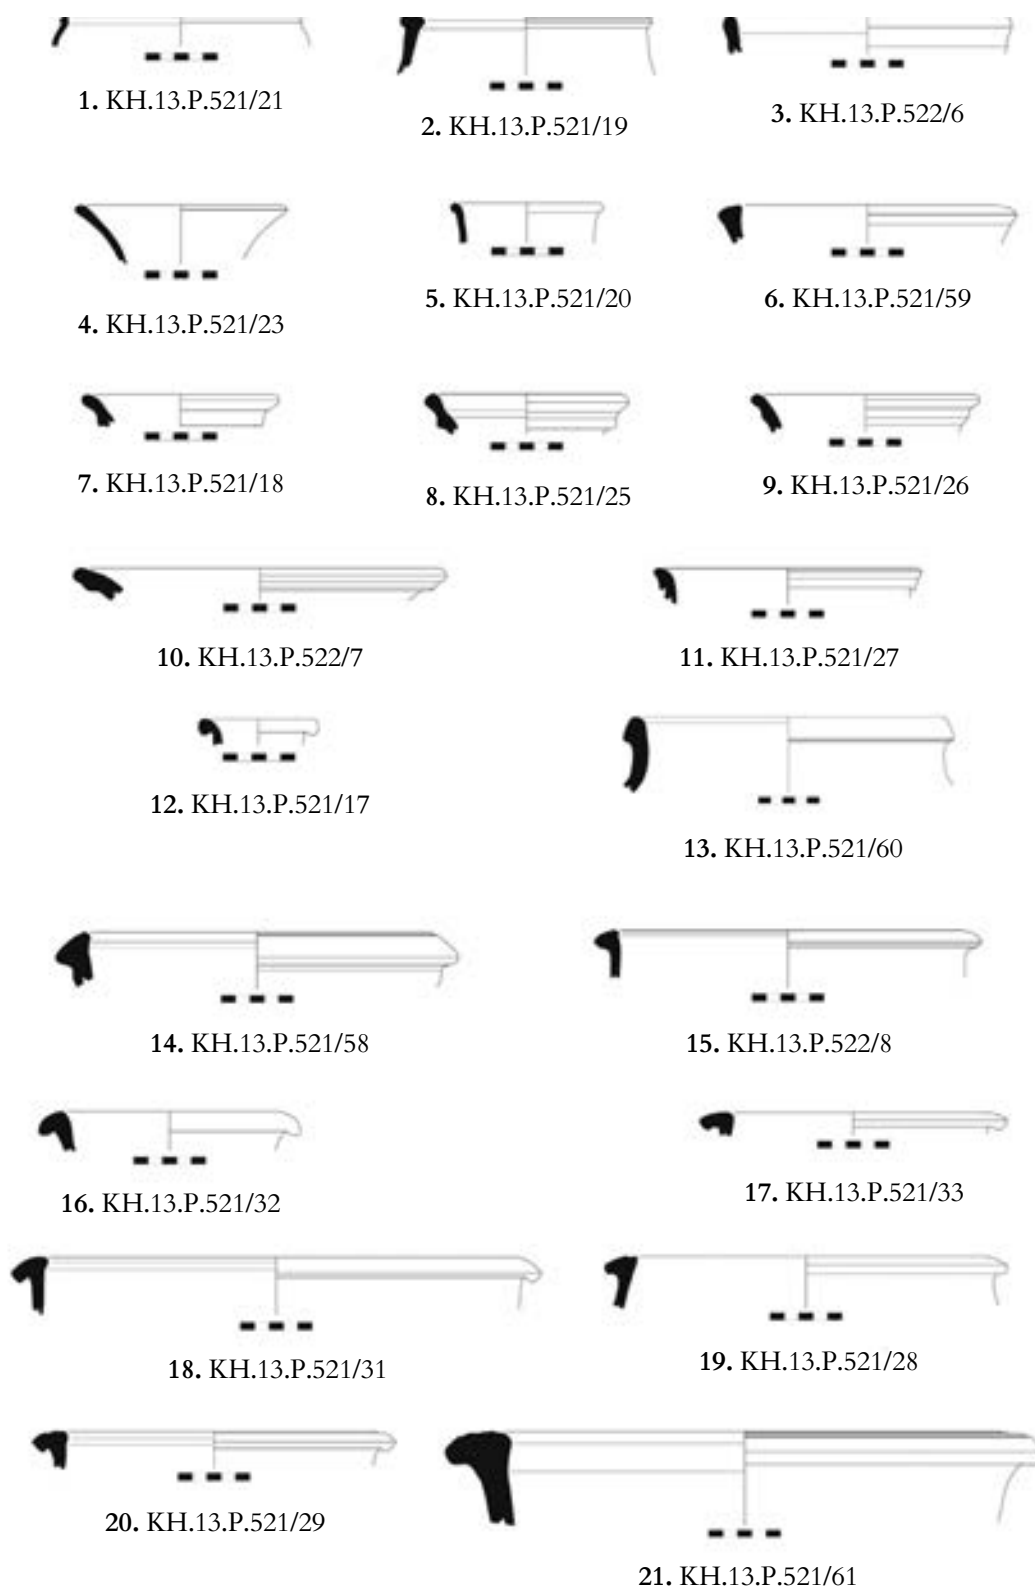 1. KH.13.P.521/21
2. KH.13.P.521/19
3. KH.13.P.522/6
4. KH.13.P.521/23
5. KH.13.P.521/20
6. KH.13.P.521/59
7. KH.13.P.521/18
8. KH.13.P.521/25
9. KH.13.P.521/26
10. KH.13.P.522/7
11. KH.13.P.521/27
12. KH.13.P.521/17
13. KH.13.P.521/60
14. KH.13.P.521/58
15. KH.13.P.522/8
16. KH.13.P.521/32
17. KH.13.P.521/33
18. KH.13.P.521/31
19. KH.13.P.521/28
20. KH.13.P.521/29
21. KH.13.P.521/61